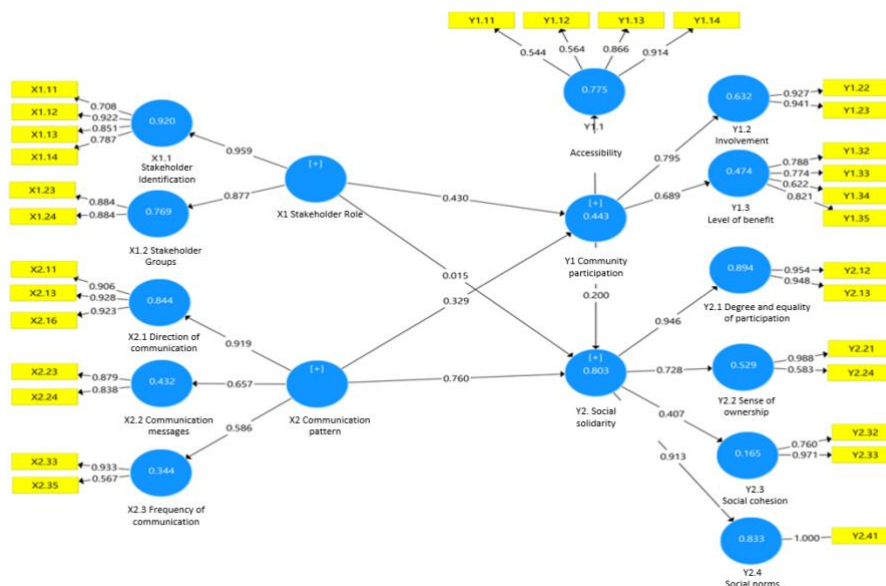 Y1.11
Y1.12
Y1.13
Y1.14
0.544
0.564
0.866
0.914
0.775
Y1.1
Accessibility
X1.11
X1.12
X1.13
X1.14
0.708
0.922
0.851
0.787
0.920
X1.1
Stakeholder
Identification
0.959
X1.23
X1.24
0.884
0.884
0.769
X1.2 Stakeholder
Groups
0.877
[+]
X1 Stakeholder Role
0.430
0.015
0.329
[+]
0.443
Y1 Community
participation
0.200
0.795
0.689
0.632
Y1.2
Involvement
0.927
0.941
Y1.22
Y1.23
0.474
Y1.3
Level of benefit
0.788
0.774
0.622
0.821
Y1.32
Y1.33
Y1.34
Y1.35
X2.11
X2.13
X2.16
0.906
0.928
0.923
0.844
X2.1 Direction of
communication
0.919
X2.23
X2.24
0.879
0.838
0.432
X2.2 Communication
messages
0.657
X2.33
X2.35
0.933
0.567
0.344
X2.3 Frequency of
communication
0.586
[+]
X2 Communication
pattern
0.760
[+]
0.803
Y2. Social
solidarity
0.946
0.728
0.407
0.913
0.894
Y2.1 Degree and equality
of participation
0.954
0.948
Y2.12
Y2.13
0.529
Y2.2 Sense of
ownership
0.988
0.583
Y2.21
Y2.24
0.165
Y2.3
Social cohesion
0.760
0.971
Y2.32
Y2.33
0.833
Y2.4
Social norms
1.000
Y2.41